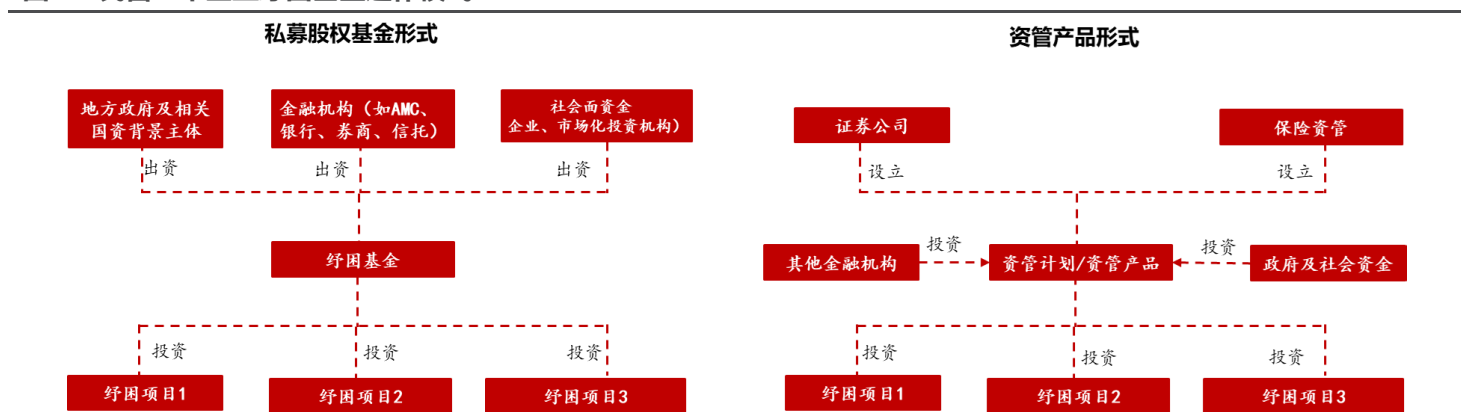 私募股权基金形式
地方政府及相关
国资背景主体
金融机构（如AMC、
银行、券商、信托）
社会面资金
企业、市场化投资机构）
出资
出资
出资
纾困基金
投资
投资
投资
纾困项目1
纾困项目2
纾困项目3
资管产品形式
证券公司
保险资管
设立
设立
其他金融机构
投资
资管计划/资管产品
投资
政府及社会资金
投资
投资
投资
纾困项目1
纾困项目2
纾困项目3